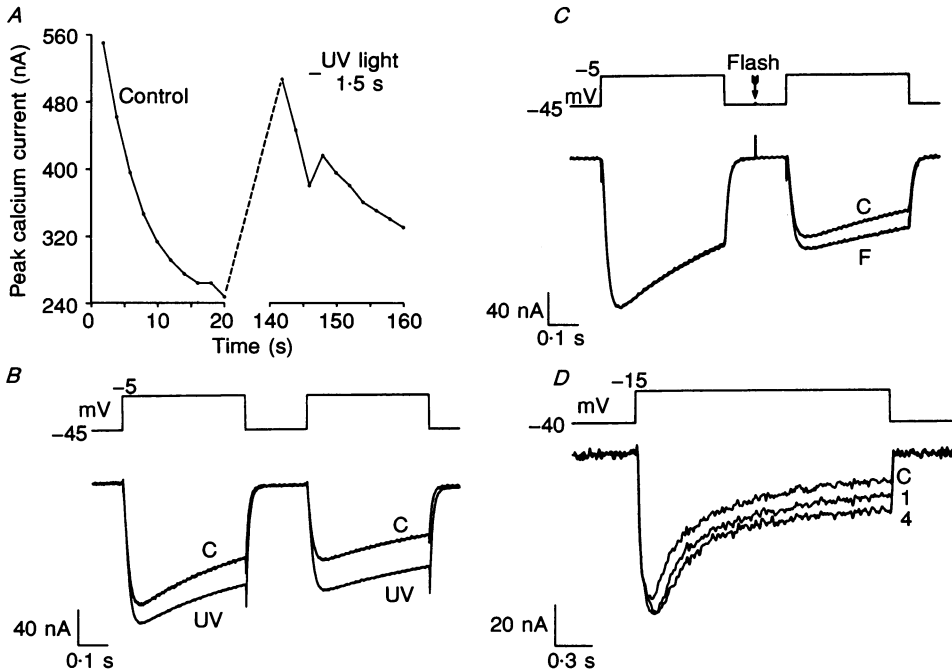 A
Peak calcium current (nA)
560
480
400
320
240
Control
UV light
1·5 s
0
10
20
140
150
160
Time (s)
B
-5
mV
-45
C
UV
C
UV
40 nA
0·1 s
C
-5
mV
-45
Flash
C
F
40 nA
0·1 s
D
-15
mV
-40
C
1
4
20 nA
0·3 s